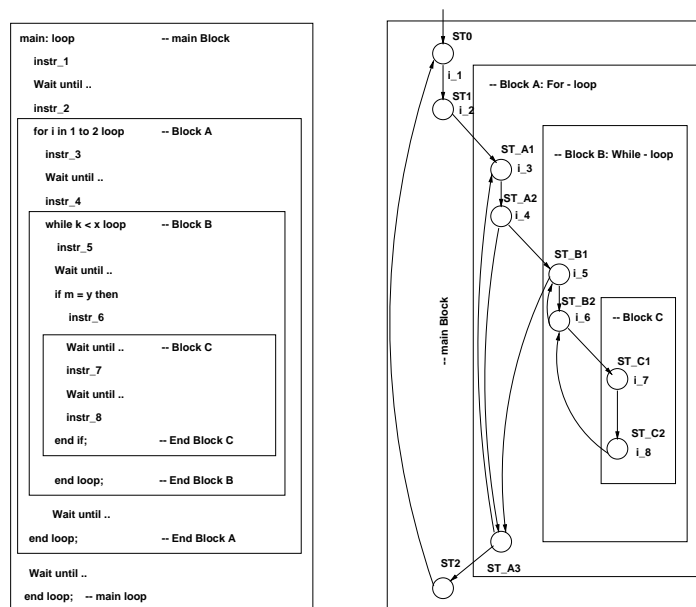 main: loop -- main Block
instr_1
Wait until ..
instr_2
for i in 1 to 2 loop -- Block A
instr_3
Wait until ..
instr_4
while k < x loop -- Block B
instr_5
Wait until ..
if m = y then
instr_6
Wait until .. -- Block C
instr_7
Wait until ..
instr_8
end if; -- End Block C
end loop; -- End Block B
Wait until ..
end loop; -- End Block A
Wait until ..
end loop; -- main loop
ST0
i_1
ST1
i_2
-- Block A: For - loop
ST_A1
i_3
ST_A2
i_4
-- Block B: While - loop
ST_B1
i_5
ST_B2
i_6
-- Block C
ST_C1
i_7
ST_C2
i_8
-- main Block
ST_A3
ST2